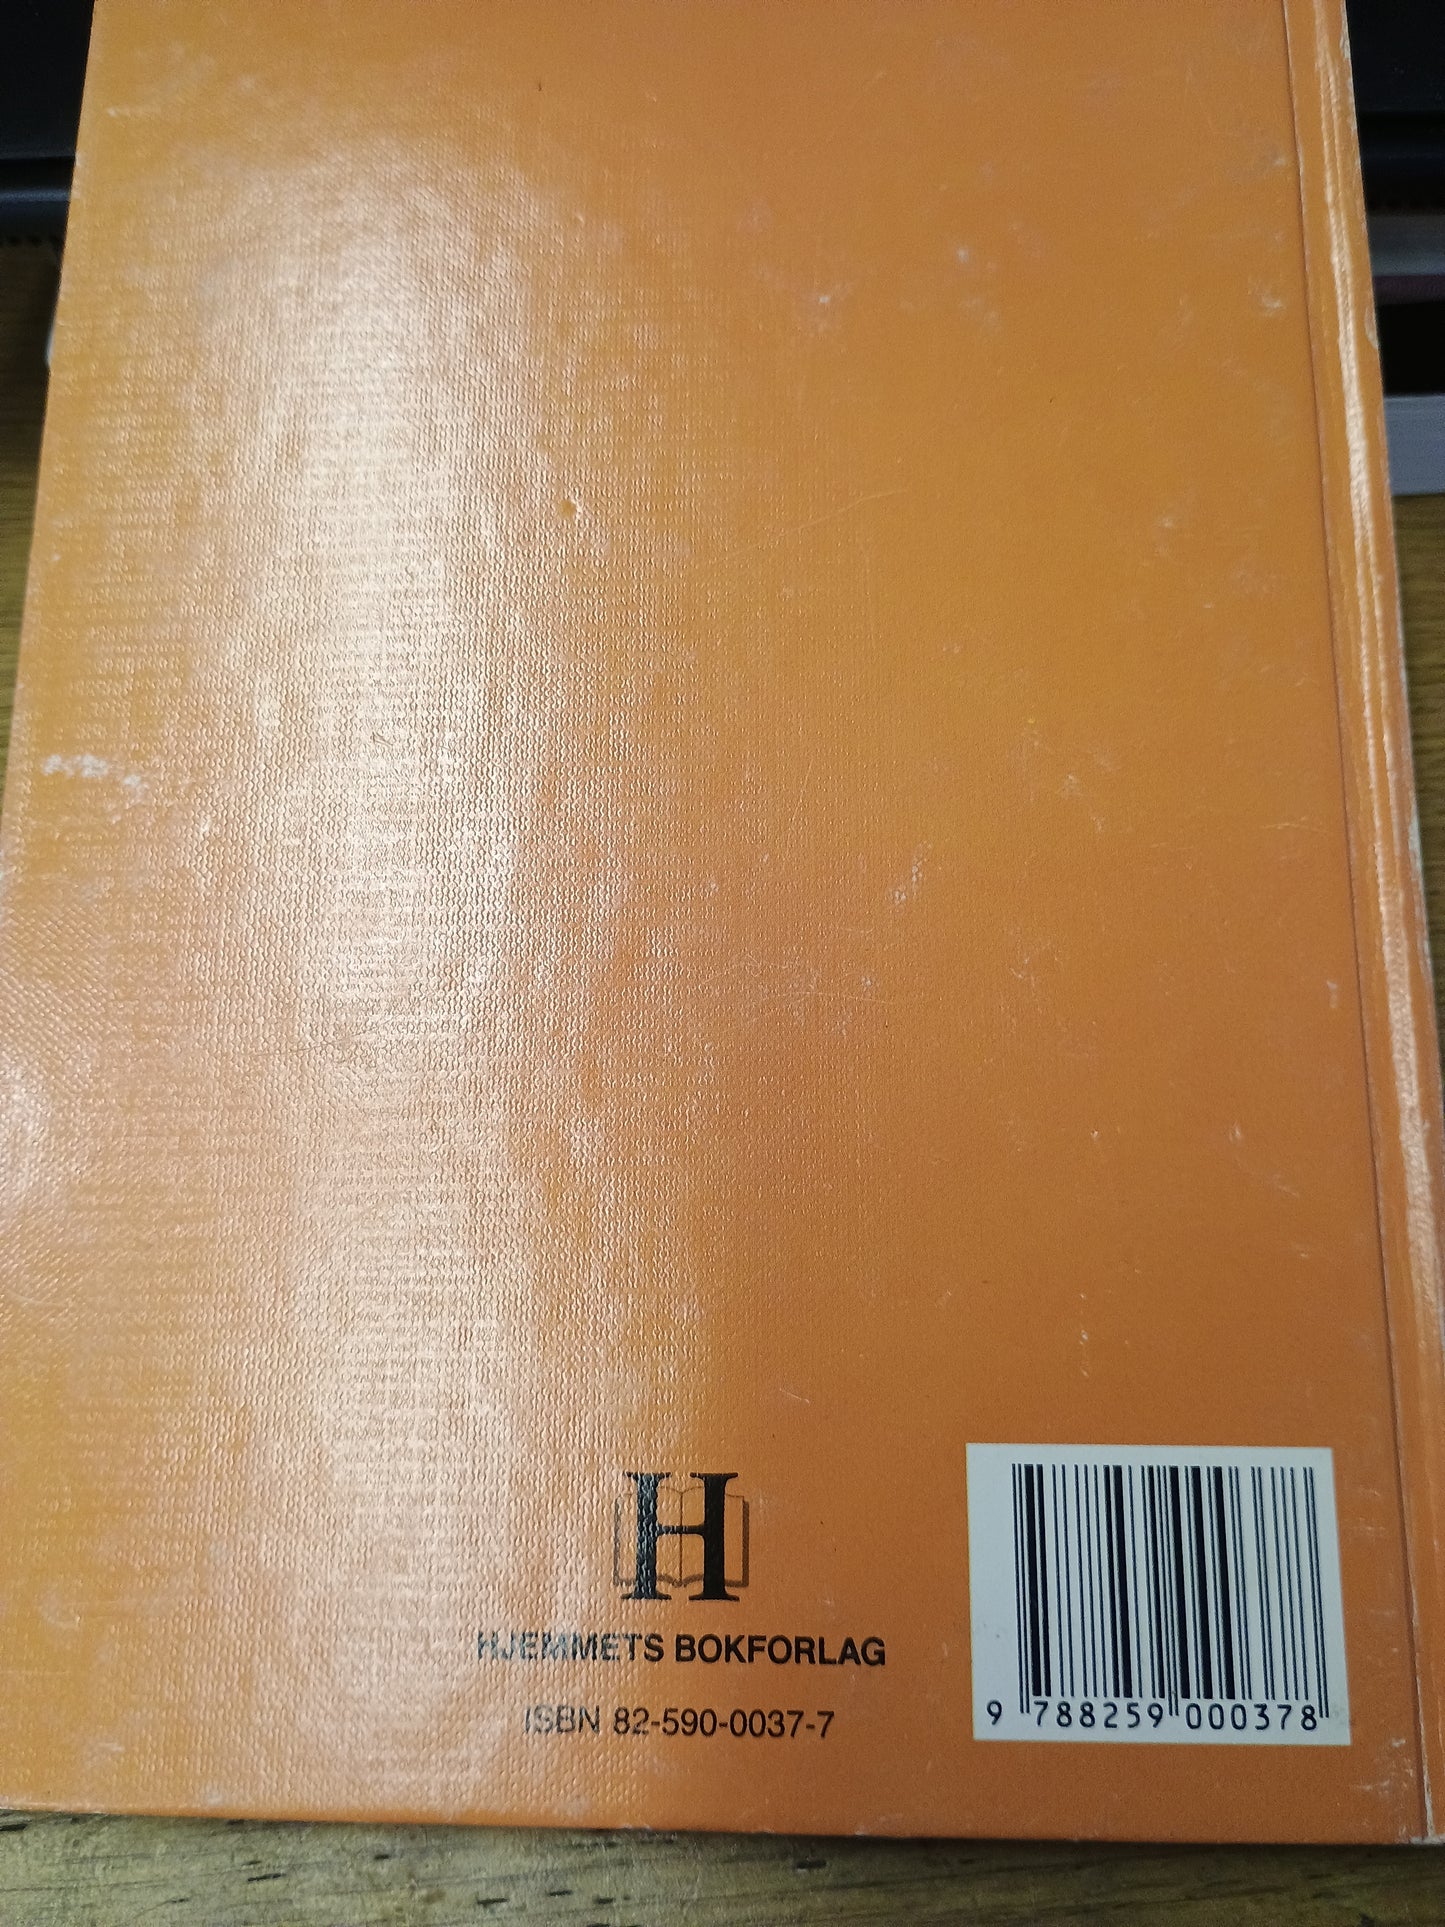 H
HJEMMETS BOKFORLAG
ISBN 82-590-0037-7
9 788259 000378